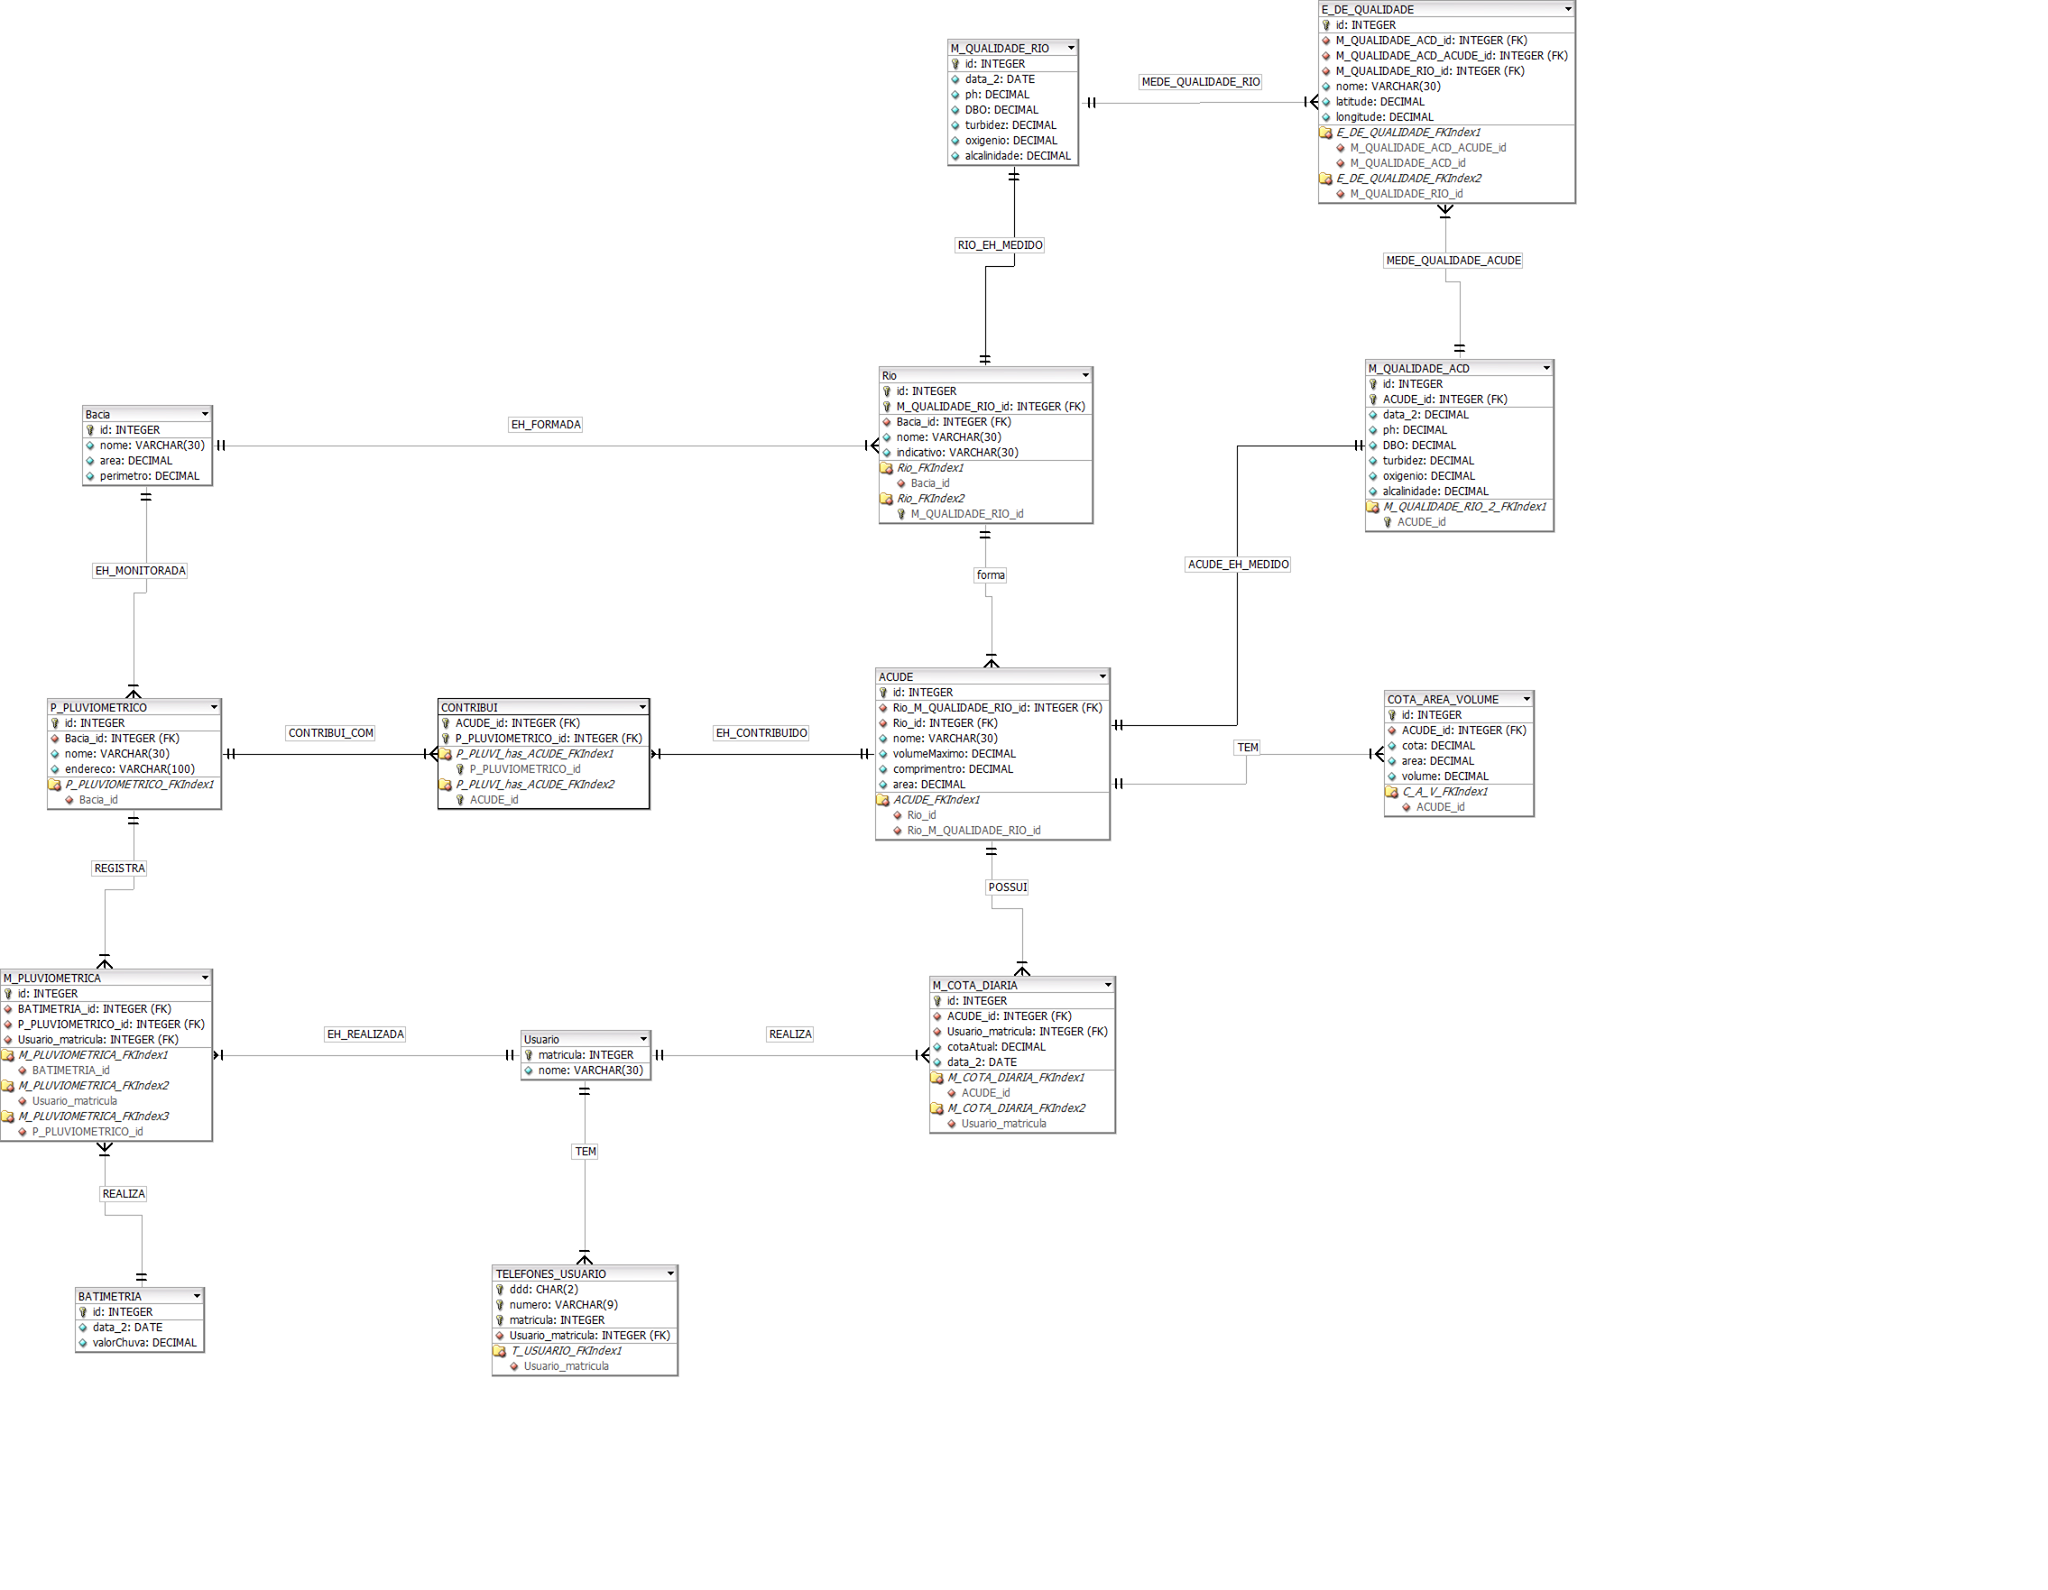 E_DE_QUALIDADE
id: INTEGER
M_QUALIDADE_ACD_id: INTEGER (FK)
M_QUALIDADE_ACD_ACUDE_id: INTEGER (FK)
M_QUALIDADE_RIO_id: INTEGER (FK)
nome: VARCHAR(30)
latitude: DECIMAL
longitude: DECIMAL
E_DE_QUALIDADE_FKIndex1
M_QUALIDADE_ACD_ACUDE_id
M_QUALIDADE_ACD_id
E_DE_QUALIDADE_FKIndex2
M_QUALIDADE_RIO_id
M_QUALIDADE_RIO
id: INTEGER
data_2: DATE
ph: DECIMAL
DBO: DECIMAL
turbidez: DECIMAL
oxigenio: DECIMAL
alcalinidade: DECIMAL
MEDE_QUALIDADE_RIO
RIO_EH_MEDIDO
MEDE_QUALIDADE_ACUDE
M_QUALIDADE_ACD
id: INTEGER
ACUDE_id: INTEGER (FK)
data_2: DECIMAL
ph: DECIMAL
DBO: DECIMAL
turbidez: DECIMAL
oxigenio: DECIMAL
alcalinidade: DECIMAL
M_QUALIDADE_RIO_2_FKIndex1
ACUDE_id
Rio
id: INTEGER
M_QUALIDADE_RIO_id: INTEGER (FK)
Bacia_id: INTEGER (FK)
nome: VARCHAR(30)
indicativo: VARCHAR(30)
Rio_FKIndex1
Bacia_id
Rio_FKIndex2
M_QUALIDADE_RIO_id
Bacia
id: INTEGER
nome: VARCHAR(30)
area: DECIMAL
perimetro: DECIMAL
EH_FORMADA
EH_MONITORADA
forma
ACUDE_EH_MEDIDO
P_PLUVIOMETRICO
id: INTEGER
Bacia_id: INTEGER (FK)
nome: VARCHAR(30)
endereco: VARCHAR(100)
P_PLUVIOMETRICO_FKIndex1
Bacia_id
CONTRIBUI_COM
CONTRIBUI
ACUDE_id: INTEGER (FK)
P_PLUVIOMETRICO_id: INTEGER (FK)
P_PLUVI_has_ACUDE_FKIndex1
P_PLUVIOMETRICO_id
P_PLUVI_has_ACUDE_FKIndex2
ACUDE_id
EH_CONTRIBUIDO
ACUDE
id: INTEGER
Rio_M_QUALIDADE_RIO_id: INTEGER (FK)
Rio_id: INTEGER (FK)
nome: VARCHAR(30)
volumeMaximo: DECIMAL
comprimentro: DECIMAL
area: DECIMAL
ACUDE_FKIndex1
Rio_id
Rio_M_QUALIDADE_RIO_id
TEM
COTA_AREA_VOLUME
id: INTEGER
ACUDE_id: INTEGER (FK)
cota: DECIMAL
area: DECIMAL
volume: DECIMAL
C_A_V_FKIndex1
ACUDE_id
REGISTRA
POSSUI
M_PLUVIOMETRICA
id: INTEGER
BATIMETRIA_id: INTEGER (FK)
P_PLUVIOMETRICO_id: INTEGER (FK)
Usuario_matricula: INTEGER (FK)
M_PLUVIOMETRICA_FKIndex1
BATIMETRIA_id
M_PLUVIOMETRICA_FKIndex2
Usuario_matricula
M_PLUVIOMETRICA_FKIndex3
P_PLUVIOMETRICO_id
EH_REALIZADA
Usuario
matricula: INTEGER
nome: VARCHAR(30)
REALIZA
M_COTA_DIARIA
id: INTEGER
ACUDE_id: INTEGER (FK)
Usuario_matricula: INTEGER (FK)
cotaAtual: DECIMAL
data_2: DATE
M_COTA_DIARIA_FKIndex1
ACUDE_id
M_COTA_DIARIA_FKIndex2
Usuario_matricula
TEM
REALIZA
BATIMETRIA
id: INTEGER
data_2: DATE
valorChuva: DECIMAL
TELEFONES_USUARIO
ddd: CHAR(2)
numero: VARCHAR(9)
matricula: INTEGER
Usuario_matricula: INTEGER (FK)
T_USUARIO_FKIndex1
Usuario_matricula